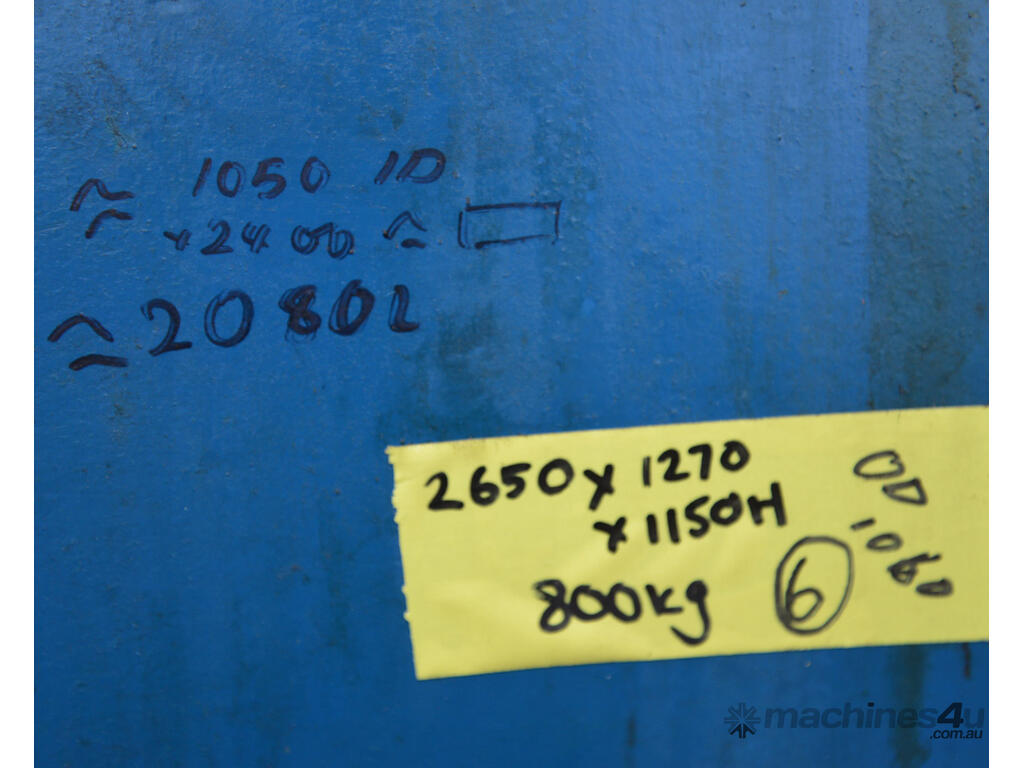 ≈ 1050 ID
x 2400 ≈
≈ 2080L
2650 x 1270
x 1150H
800kg
6
OD
1060
machines4u
.com.au